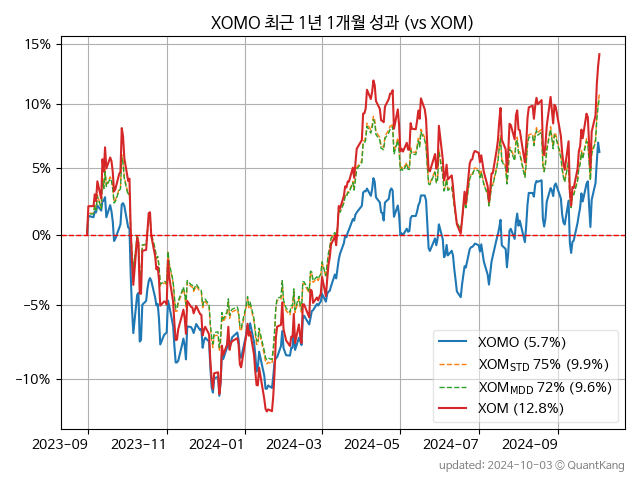 XOMO 최근 1년 1개월 성과 (vs XOM)
15%
10%
5%
0%
−5%
−10%
XOMO (5.7%)
XOM_STD 75% (9.9%)
XOM_MDD 72% (9.6%)
XOM (12.8%)
2023-09 2023-11 2024-01 2024-03 2024-05 2024-07 2024-09
updated: 2024-10-03 © QuantKang